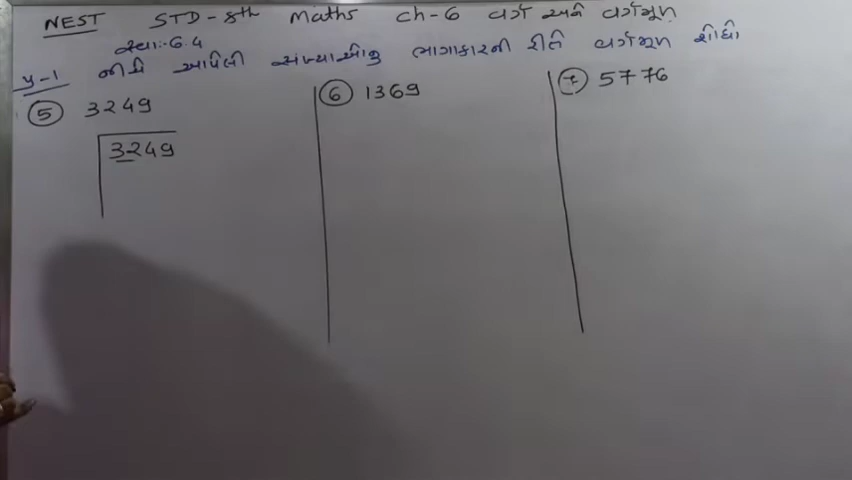 NEST STD-8th Maths Ch-6 વર્ગ અને વર્ગમૂળ
સ્વા:-6.4
પ્ર-1 નીચે આપેલી સંખ્યાઓનુ ભાગાકારની રીતે વર્ગમૂળ શોધો
5 3249
3249
6 1369
7 5776